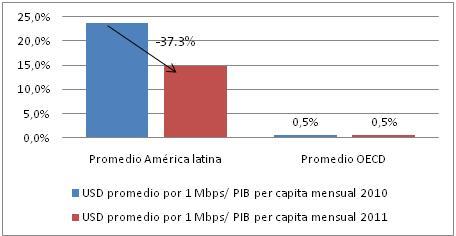 25,0%
20,0%
15,0%
10,0%
5,0%
0,0%
-37.3%
0,5%
0,5%
Promedio América latina
Promedio OECD
USD promedio por 1 Mbps/ PIB per capita mensual 2010
USD promedio por 1 Mbps/ PIB per capita mensual 2011